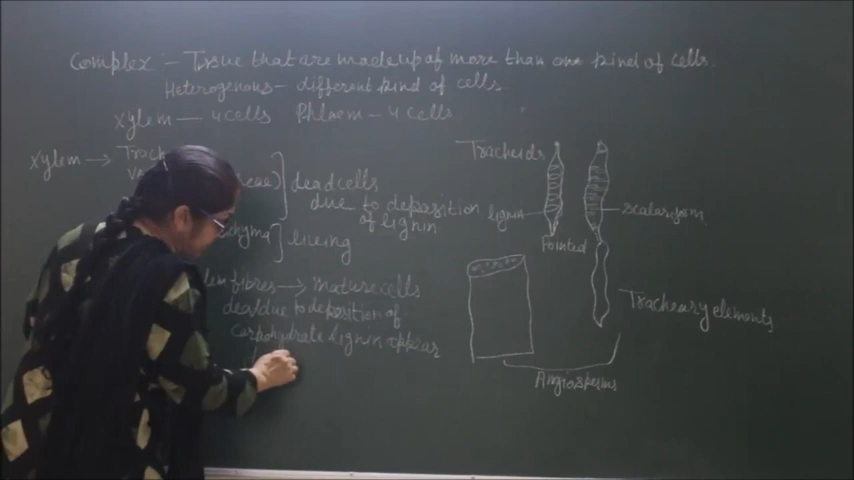 Complex :- Tissue that are made up of more than one kind of cells.
Heterogenous - different kind of cells.
Xylem — 4 cells Phloem - 4 cells
Xylem → Trach
dead cells
due to deposition
of lignin
chyma ] living
fibres → mature cells
dead due to deposition of
carbohydrate lignin appear
Tracheids
lignin
scalariform
Pointed
Tracheary elements
Angiosperms